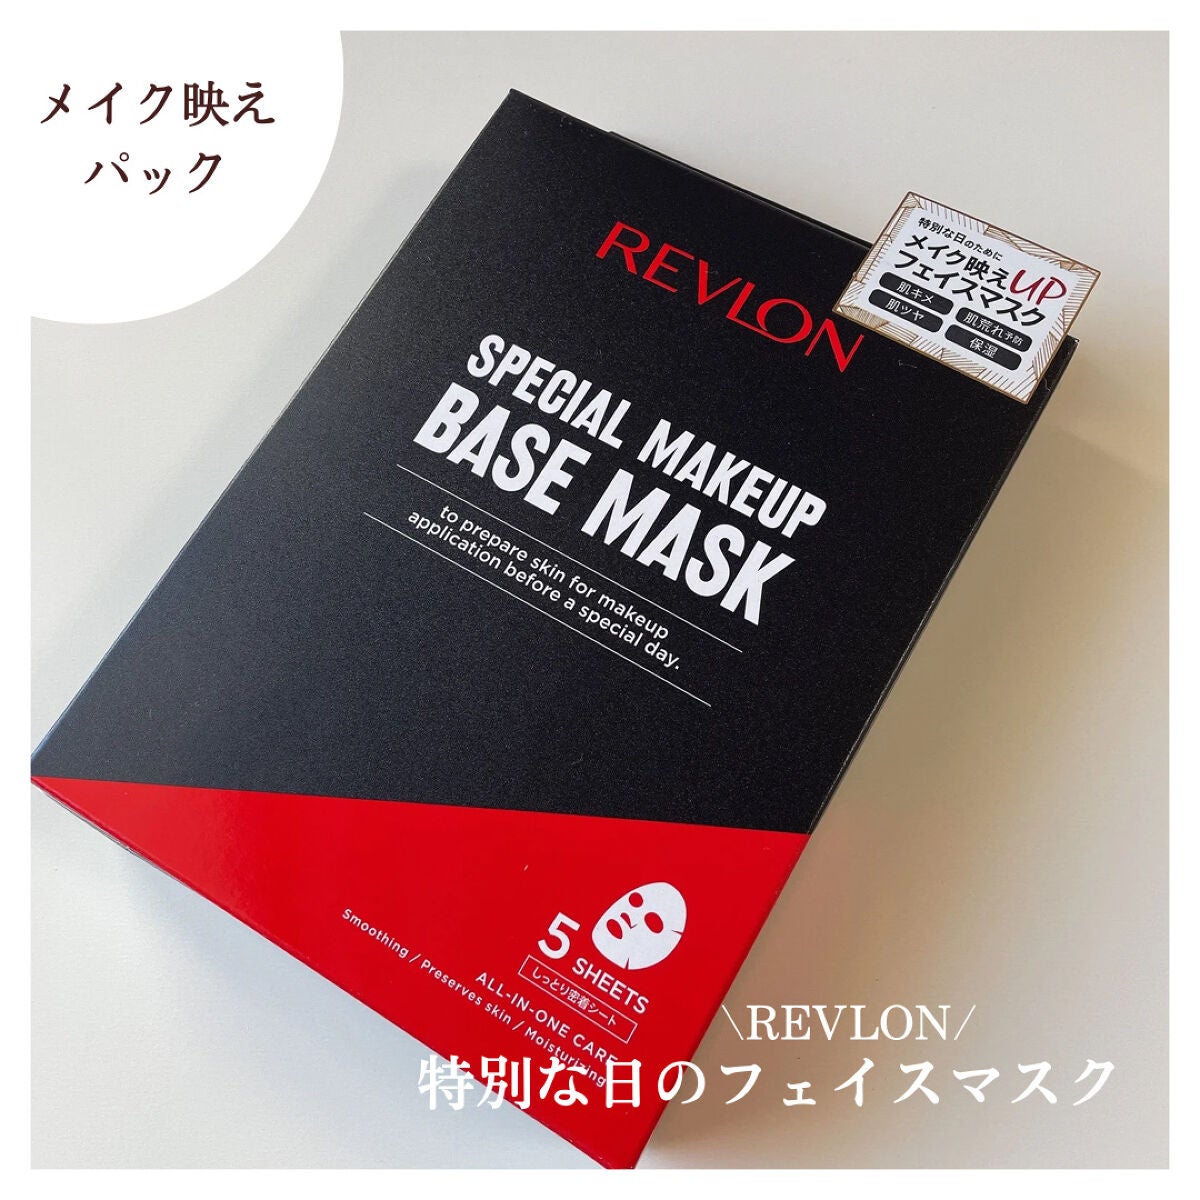 メイク映え
パック
特別な日のために
メイク映えUP
フェイスマスク
肌キメ
肌荒れ予防
肌ツヤ
保湿
REVLON
SPECIAL MAKEUP
BASE MASK
to prepare skin for makeup
application before a special day.
5 SHEETS
しっとり密着シート
ALL-IN-ONE CARE
Smoothing / Preserves skin / Moisturizing
\REVLON/
特別な日のフェイスマスク